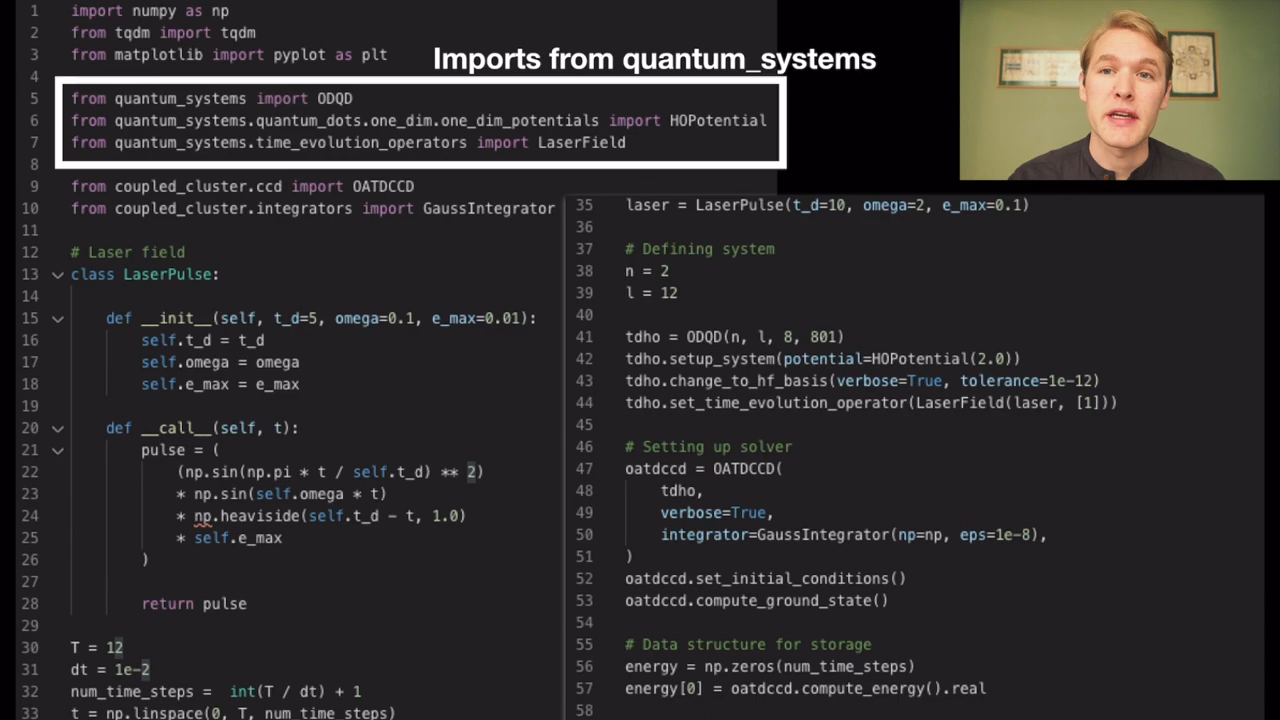 1 import numpy as np
2 from tqdm import tqdm
3 from matplotlib import pyplot as plt
Imports from quantum_systems
4
5 from quantum_systems import ODQD
6 from quantum_systems.quantum_dots.one_dim.one_dim_potentials import HOPotential
7 from quantum_systems.time_evolution_operators import LaserField
8
9 from coupled_cluster.ccd import OATDCCD
10 from coupled_cluster.integrators import GaussIntegrator
11
12 # Laser field
13 class LaserPulse:
14
15 def __init__(self, t_d=5, omega=0.1, e_max=0.01):
16 self.t_d = t_d
17 self.omega = omega
18 self.e_max = e_max
19
20 def __call__(self, t):
21 pulse = (
22 (np.sin(np.pi * t / self.t_d) ** 2)
23 * np.sin(self.omega * t)
24 * np.heaviside(self.t_d - t, 1.0)
25 * self.e_max
26 )
27
28 return pulse
29
30 T = 12
31 dt = 1e-2
32 num_time_steps = int(T / dt) + 1
33 t = np.linspace(0, T, num_time_steps)
35 laser = LaserPulse(t_d=10, omega=2, e_max=0.1)
36
37 # Defining system
38 n = 2
39 l = 12
40
41 tdho = ODQD(n, l, 8, 801)
42 tdho.setup_system(potential=HOPotential(2.0))
43 tdho.change_to_hf_basis(verbose=True, tolerance=1e-12)
44 tdho.set_time_evolution_operator(LaserField(laser, [1]))
45
46 # Setting up solver
47 oatdccd = OATDCCD(
48 tdho,
49 verbose=True,
50 integrator=GaussIntegrator(np=np, eps=1e-8),
51 )
52 oatdccd.set_initial_conditions()
53 oatdccd.compute_ground_state()
54
55 # Data structure for storage
56 energy = np.zeros(num_time_steps)
57 energy[0] = oatdccd.compute_energy().real
58